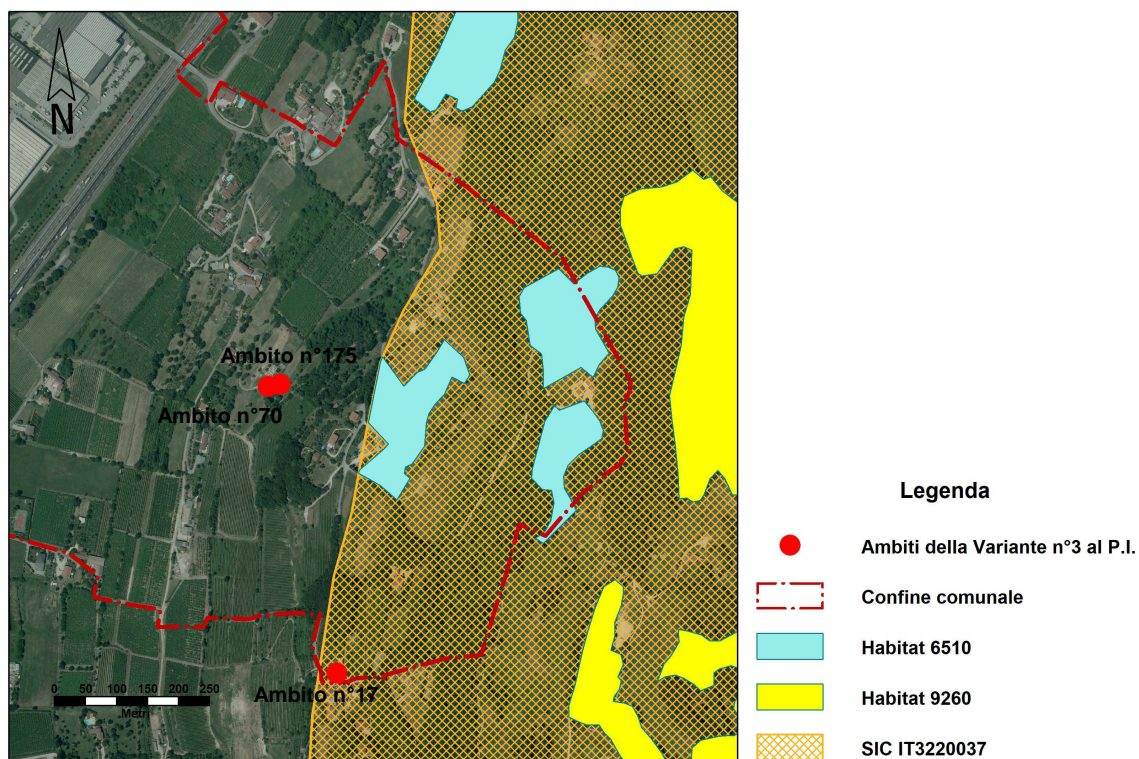 N
Ambito n°175
Ambito n°70
Ambito n°17
0 50 100 150 200 250
Metri
Legenda
Ambiti della Variante n°3 al P.I.
Confine comunale
Habitat 6510
Habitat 9260
SIC IT3220037